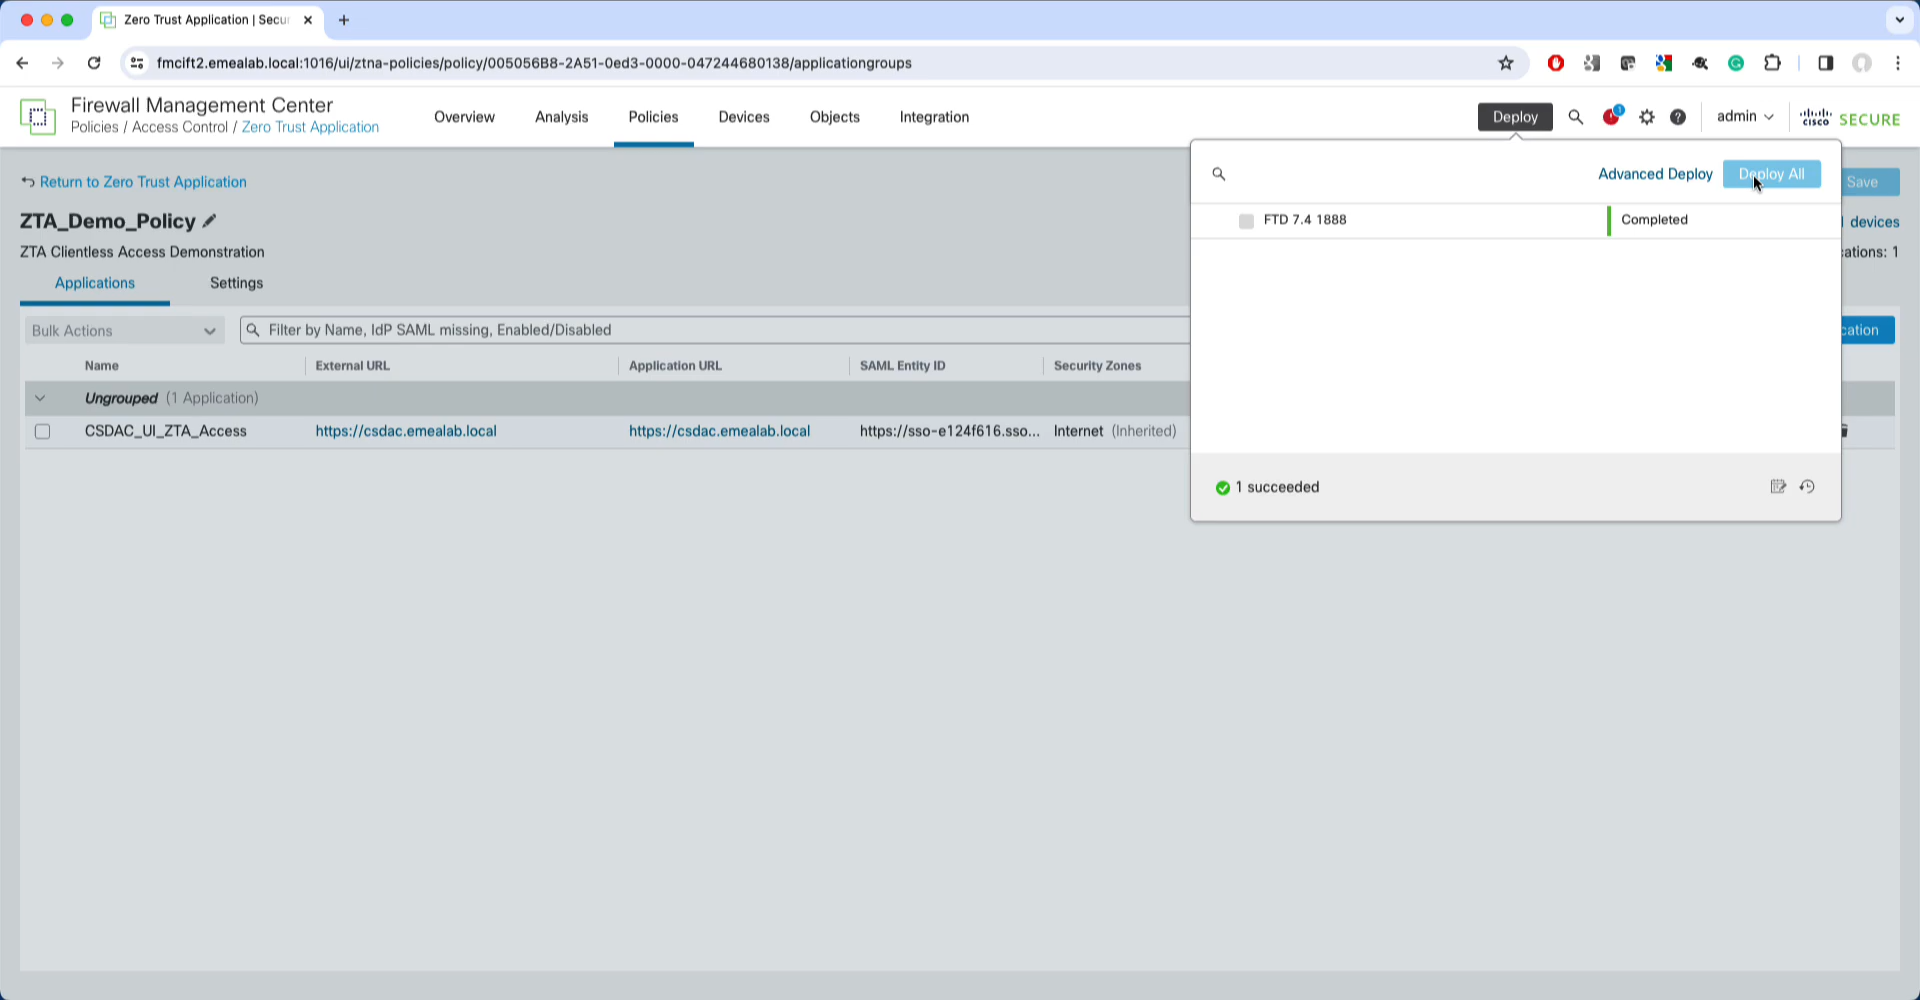 Zero Trust Application | Secur
fmcift2.emealab.local:1016/ui/ztna-policies/policy/005056B8-2A51-0ed3-0000-047244680138/applicationgroups
Firewall Management Center
Policies / Access Control / Zero Trust Application
Overview Analysis Policies Devices Objects Integration
Deploy 1 admin cisco SECURE
Return to Zero Trust Application
Advanced Deploy Deploy All Save
ZTA_Demo_Policy
FTD 7.4 1888 Completed devices
ZTA Clientless Access Demonstration
ations: 1
Applications Settings
Bulk Actions Filter by Name, IdP SAML missing, Enabled/Disabled cation
Name External URL Application URL SAML Entity ID Security Zones
Ungrouped (1 Application)
CSDAC_UI_ZTA_Access https://csdac.emealab.local https://csdac.emealab.local https://sso-e124f616.sso... Internet (Inherited)
1 succeeded